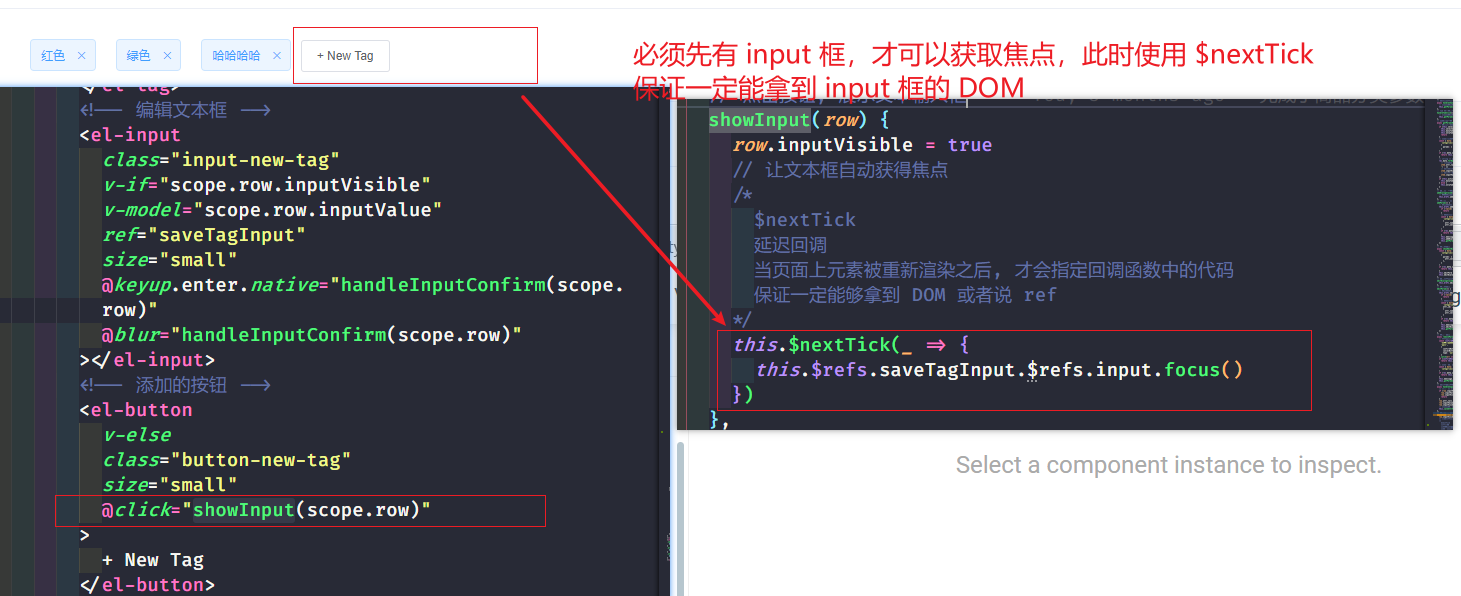 红色 × 绿色 × 哈哈哈哈 × + New Tag
必须先有 input 框，才可以获取焦点，此时使用 $nextTick
保证一定能拿到 input 框的 DOM
<!-- 编辑文本框 -->
<el-input
class="input-new-tag"
v-if="scope.row.inputVisible"
v-model="scope.row.inputValue"
ref="saveTagInput"
size="small"
@keyup.enter.native="handleInputConfirm(scope.
row)"
@blur="handleInputConfirm(scope.row)"
></el-input>
<!-- 添加的按钮 -->
<el-button
v-else
class="button-new-tag"
size="small"
@click="showInput(scope.row)"
>
+ New Tag
</el-button>
showInput(row) {
row.inputVisible = true
// 让文本框自动获得焦点
/*
$nextTick
延迟回调
当页面上元素被重新渲染之后, 才会指定回调函数中的代码
保证一定能够拿到 DOM 或者说 ref
*/
this.$nextTick(_ => {
this.$refs.saveTagInput.$refs.input.focus()
})
},
Select a component instance to inspect.